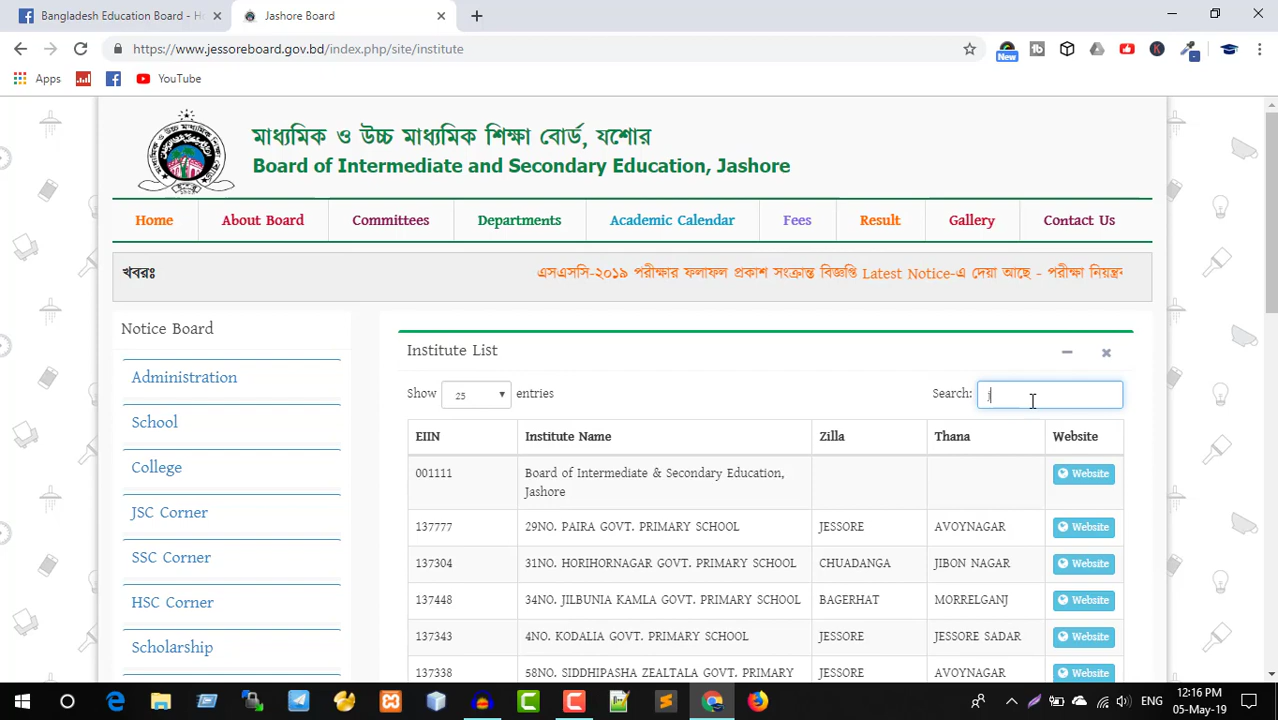 Bangladesh Education Board - Ho
Jashore Board
https://www.jessoreboard.gov.bd/index.php/site/institute
New
Apps
YouTube
মাধ্যমিক ও উচ্চ মাধ্যমিক শিক্ষা বোর্ড, যশোর
Board of Intermediate and Secondary Education, Jashore
Home About Board Committees Departments Academic Calendar Fees Result Gallery Contact Us
খবরঃ
এসএসসি-২০১৯ পরীক্ষার ফলাফল প্রকাশ সংক্রান্ত বিজ্ঞপ্তি Latest Notice-এ দেয়া আছে - পরীক্ষা নিয়ন্ত্রণ
Notice Board
Administration
School
College
JSC Corner
SSC Corner
HSC Corner
Scholarship
Institute List
Show 25 entries
Search: j
EIIN Institute Name Zilla Thana Website
001111 Board of Intermediate & Secondary Education, Website
Jashore
137777 29NO. PAIRA GOVT. PRIMARY SCHOOL JESSORE AVOYNAGAR Website
137304 31NO. HORIHORNAGAR GOVT. PRIMARY SCHOOL CHUADANGA JIBON NAGAR Website
137448 34NO. JILBUNIA KAMLA GOVT. PRIMARY SCHOOL BAGERHAT MORRELGANJ Website
137343 4NO. KODALIA GOVT. PRIMARY SCHOOL JESSORE JESSORE SADAR Website
137338 58NO. SIDDHIPASHA ZEALTALA GOVT. PRIMARY JESSORE AVOYNAGAR Website
ENG
12:16 PM
05-May-19